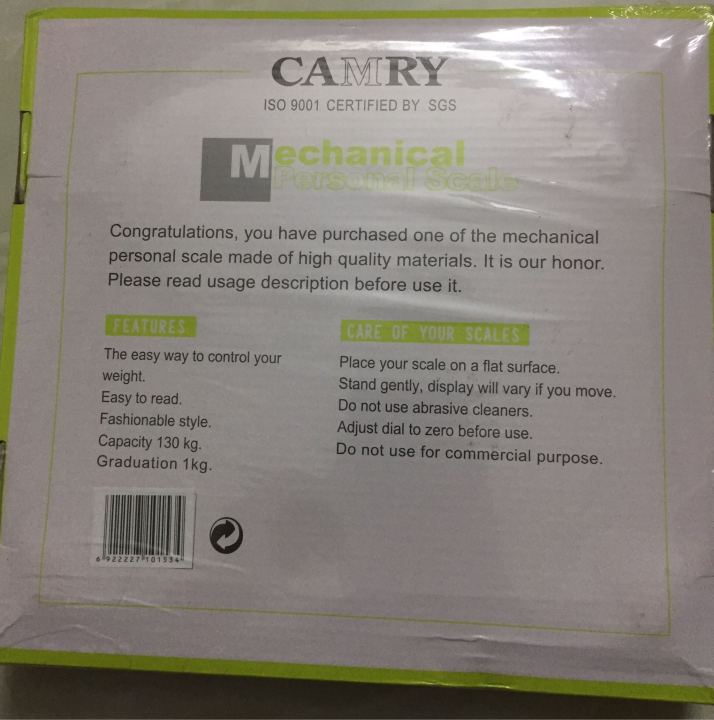 CAMRY
ISO 9001 CERTIFIED BY SGS
Mechanical
Personal Scale
Congratulations, you have purchased one of the mechanical
personal scale made of high quality materials. It is our honor.
Please read usage description before use it.
FEATURES
The easy way to control your
weight.
Easy to read.
Fashionable style.
Capacity 130 kg.
Graduation 1kg.
CARE OF YOUR SCALES
Place your scale on a flat surface.
Stand gently, display will vary if you move.
Do not use abrasive cleaners.
Adjust dial to zero before use.
Do not use for commercial purpose.
6 922227 101534